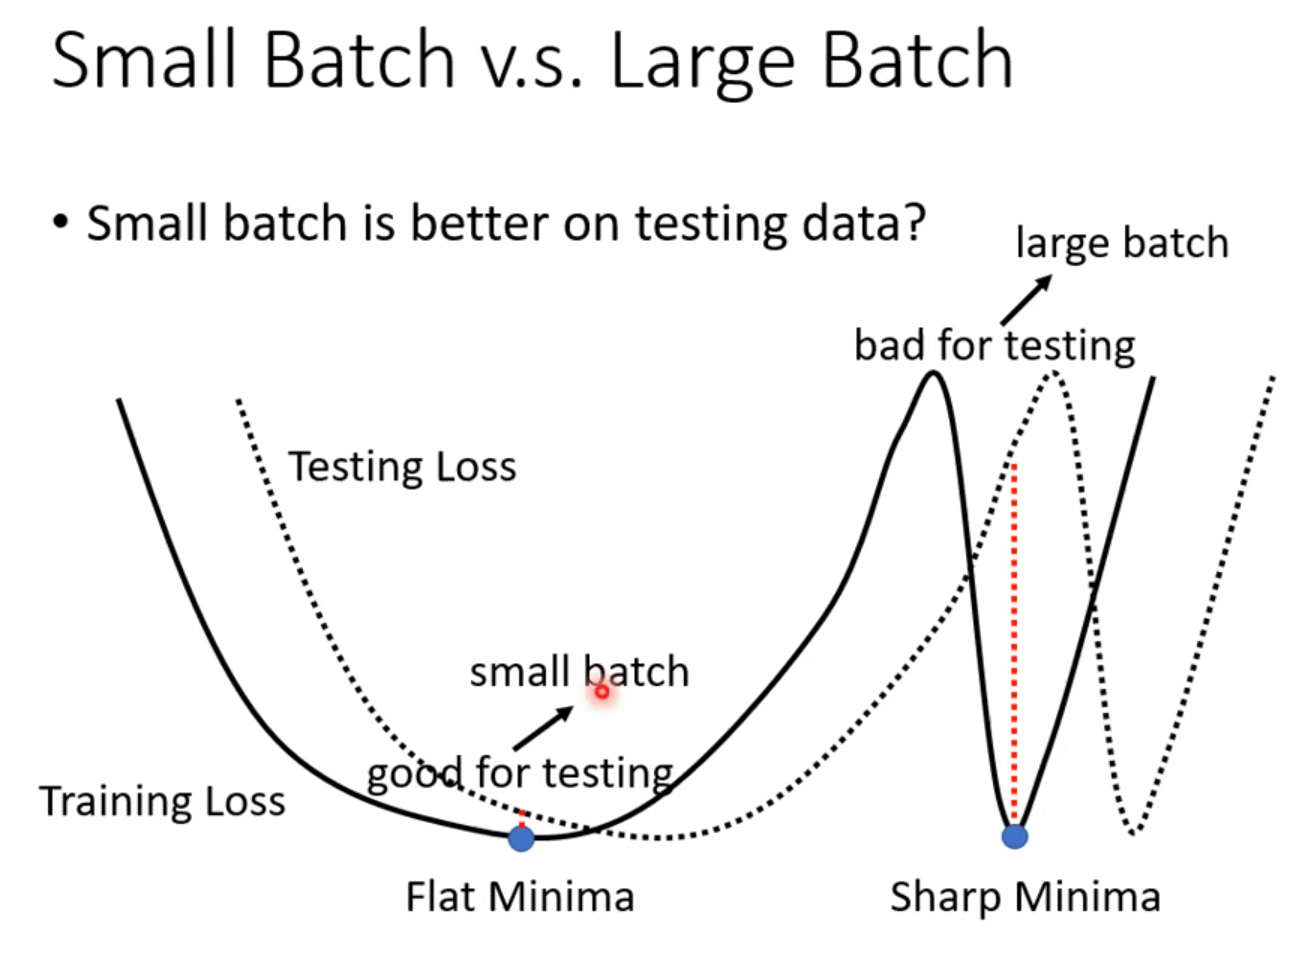 Small Batch v.s. Large Batch
• Small batch is better on testing data?
large batch
bad for testing
Testing Loss
small batch
good for testing
Training Loss
Flat Minima
Sharp Minima